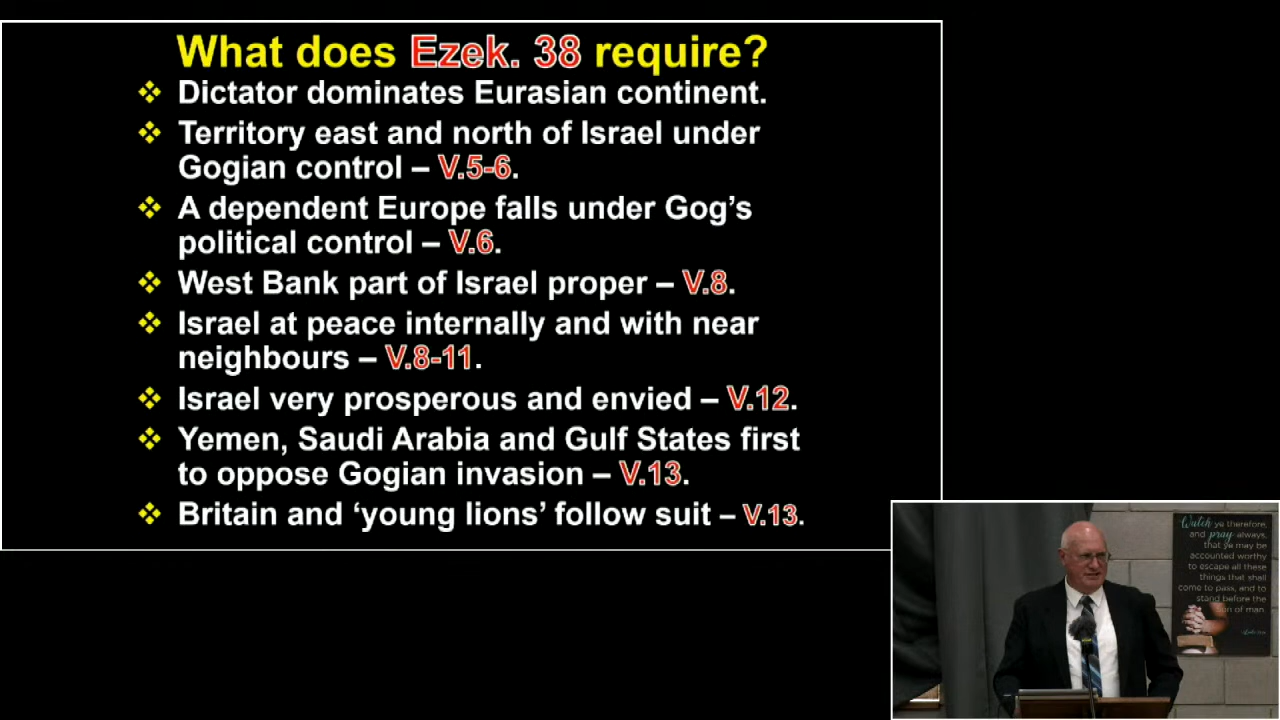 What does Ezek. 38 require?
❖ Dictator dominates Eurasian continent.
❖ Territory east and north of Israel under
Gogian control – V.5-6.
❖ A dependent Europe falls under Gog’s
political control – V.6.
❖ West Bank part of Israel proper – V.8.
❖ Israel at peace internally and with near
neighbours – V.8-11.
❖ Israel very prosperous and envied – V.12.
❖ Yemen, Saudi Arabia and Gulf States first
to oppose Gogian invasion – V.13.
❖ Britain and ‘young lions’ follow suit – V.13.
Watch ye therefore,
and pray always,
that ye may be
accounted worthy
to escape all these
things that shall
come to pass, and to
stand before the
of man.